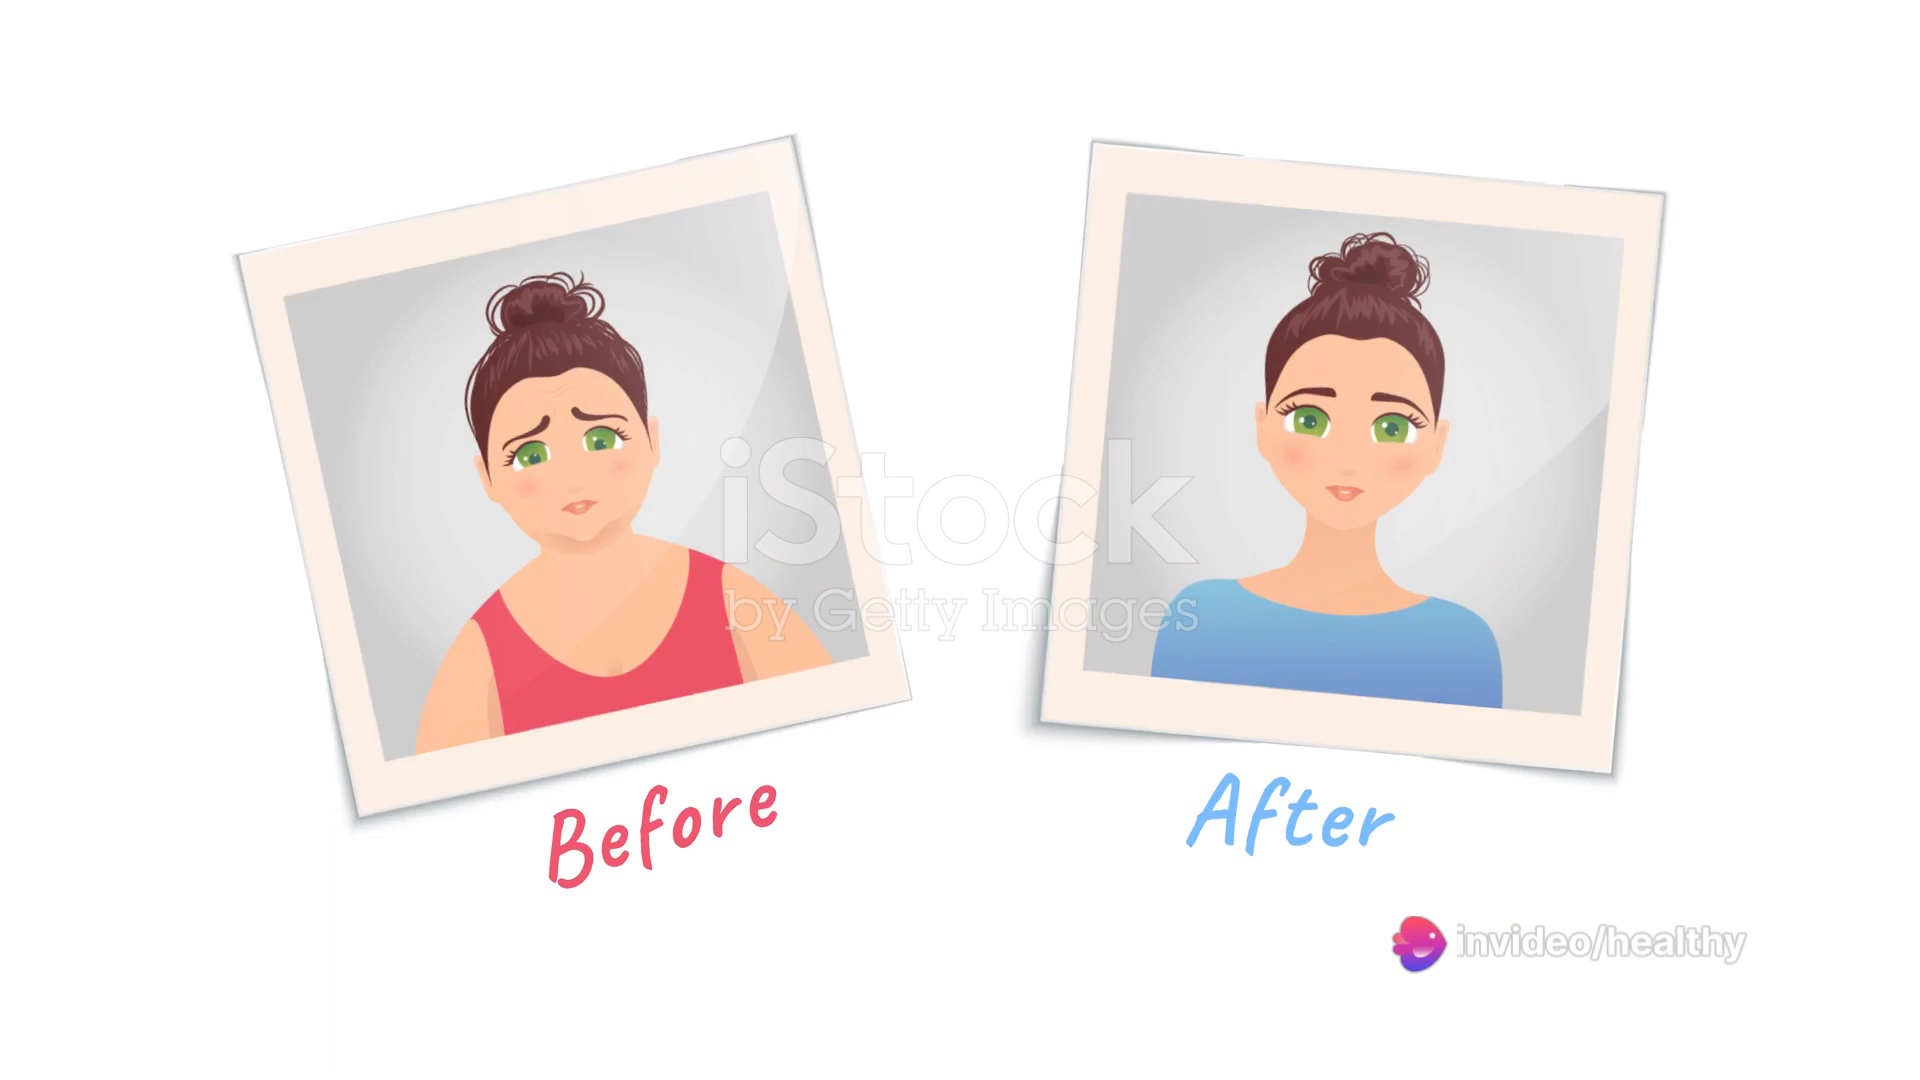 iStock
by Getty Images
Before
After
invideo/healthy